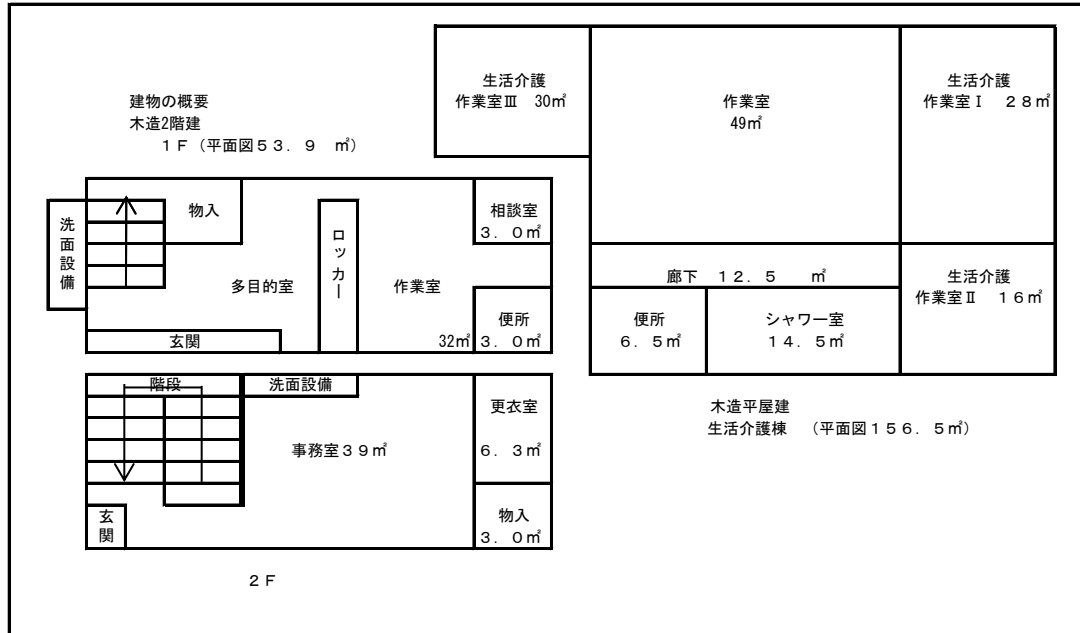 建物の概要
木造2階建
1F（平面図53．9　㎡）
洗面設備
物入
多目的室
ロッカー
作業室
32㎡
相談室
3．0㎡
便所
3．0㎡
玄関
階段
洗面設備
事務室39㎡
更衣室
6．3㎡
物入
3．0㎡
玄関
2F
生活介護
作業室Ⅲ　30㎡
作業室
49㎡
生活介護
作業室Ⅰ　28㎡
廊下　12．5　　㎡
便所
6．5㎡
シャワー室
14．5㎡
生活介護
作業室Ⅱ　16㎡
木造平屋建
生活介護棟　（平面図156．5㎡）